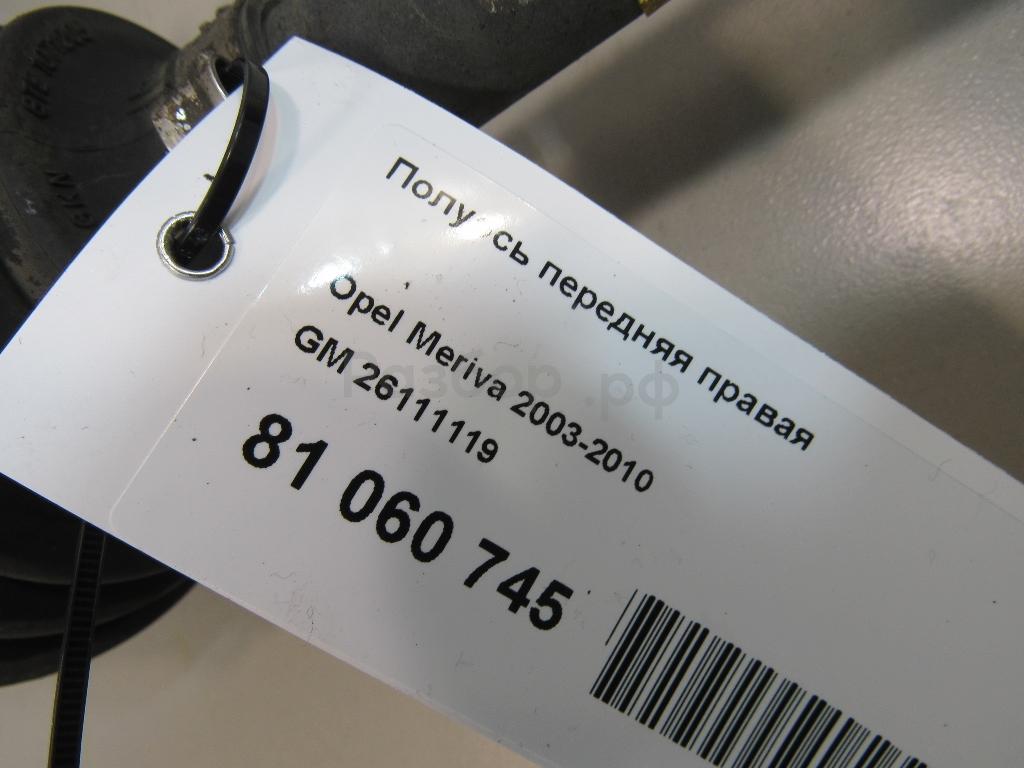 Полуось передняя правая
Opel Meriva 2003-2010
GM 26111119
81 060 745
разбор.рф
GKN